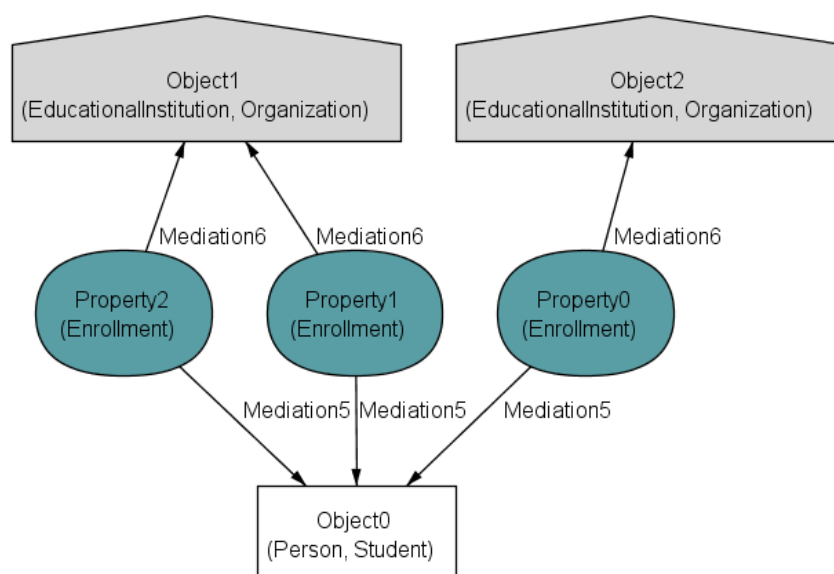 Object1
(EducationalInstitution, Organization)
Object2
(EducationalInstitution, Organization)
Mediation6
Mediation6
Mediation6
Property2
(Enrollment)
Property1
(Enrollment)
Property0
(Enrollment)
Mediation5
Mediation5
Mediation5
Object0
(Person, Student)